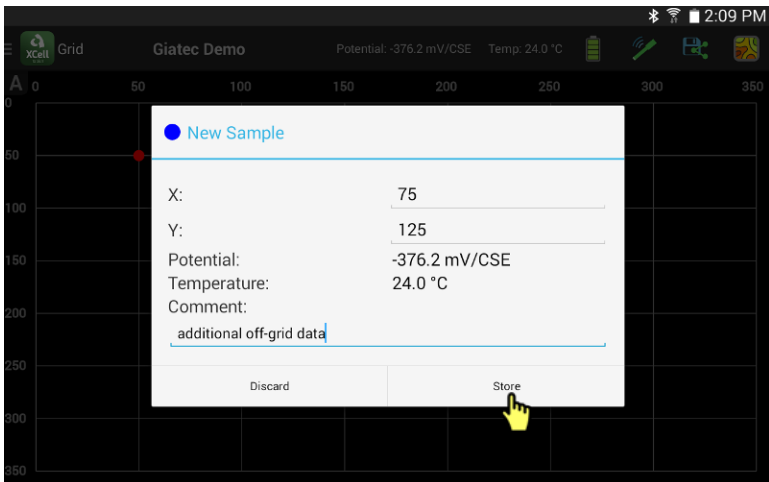 2:09 PM
XCell Grid Giatec Demo Potential: -376.2 mV/CSE Temp: 24.0 °C
A 0 50 100 150 200 250 300 350
0
50
100
150
200
250
300
350
New Sample
X: 75
Y: 125
Potential: -376.2 mV/CSE
Temperature: 24.0 °C
Comment:
additional off-grid data
Discard Store